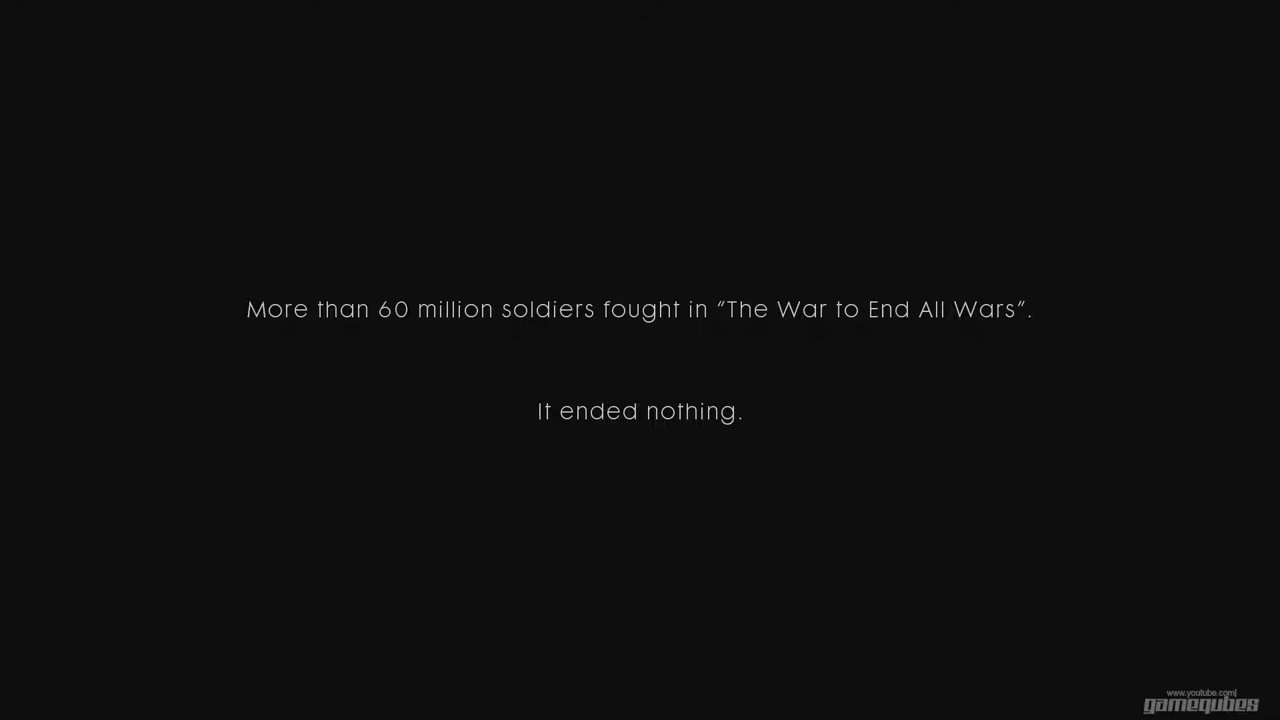 More than 60 million soldiers fought in “The War to End All Wars”.
It ended nothing.
www.youtube.com|
gamequbes